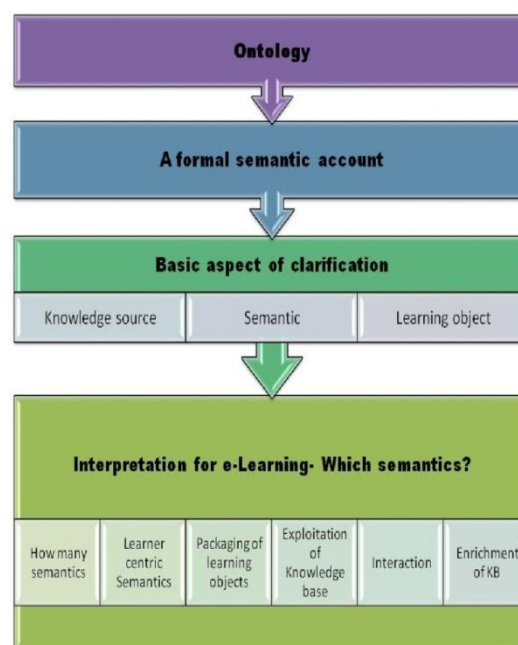 Ontology
A formal semantic account
Basic aspect of clarification
Knowledge source
Semantic
Learning object
Interpretation for e-Learning- Which semantics?
How many
semantics
Learner
centric
Semantics
Packaging of
learning
objects
Exploitation
of
Knowledge
base
Interaction
Enrichment
of KB